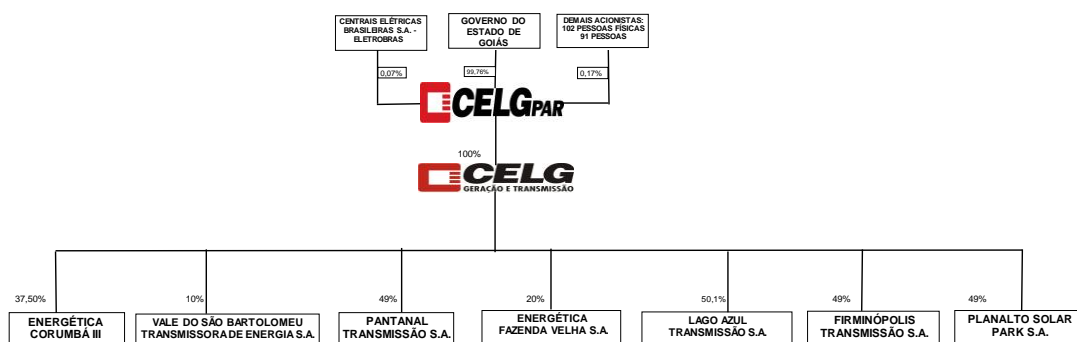 CENTRAIS ELÉTRICAS
BRASILEIRAS S.A. -
ELETROBRAS
GOVERNO DO
ESTADO DE
GOIÁS
DEMAIS ACIONISTAS:
102 PESSOAS FÍSICAS
91 PESSOAS
0,07%
99,76%
0,17%
CELGPAR
100%
CELG
GERAÇÃO E TRANSMISSÃO
37,50%
10%
49%
20%
50,1%
49%
49%
ENERGÉTICA
CORUMBÁ III
VALE DO SÃO BARTOLOMEU
TRANSMISSORA DE ENERGIA S.A.
PANTANAL
TRANSMISSÃO S.A.
ENERGÉTICA
FAZENDA VELHA S.A.
LAGO AZUL
TRANSMISSÃO S.A.
FIRMINÓPOLIS
TRANSMISSÃO S.A.
PLANALTO SOLAR
PARK S.A.